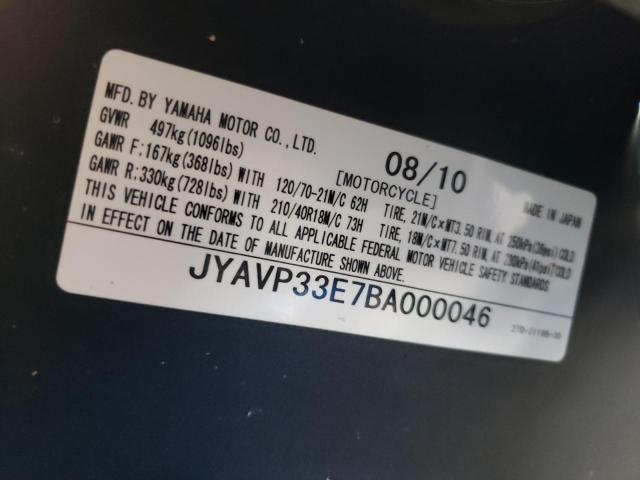 MFD. BY YAMAHA MOTOR CO., LTD. 08/10
GVWR 497kg(1096lbs) [MOTORCYCLE] MADE IN JAPAN
GAWR F:167kg(368lbs) WITH 120/70-21M/C 62H TIRE, 21M/C×MT3.50 RIM, AT 250kPa(36psi)COLD
GAWR R:330kg(728lbs) WITH 210/40R18M/C 73H TIRE, 18M/C×MT7.50 RIM, AT 280kPa(41psi)COLD
THIS VEHICLE CONFORMS TO ALL APPLICABLE FEDERAL MOTOR VEHICLE SAFETY STANDARDS
IN EFFECT ON THE DATE OF MANUFACTURE SHOWN ABOVE.
JYAVP33E7BA000046